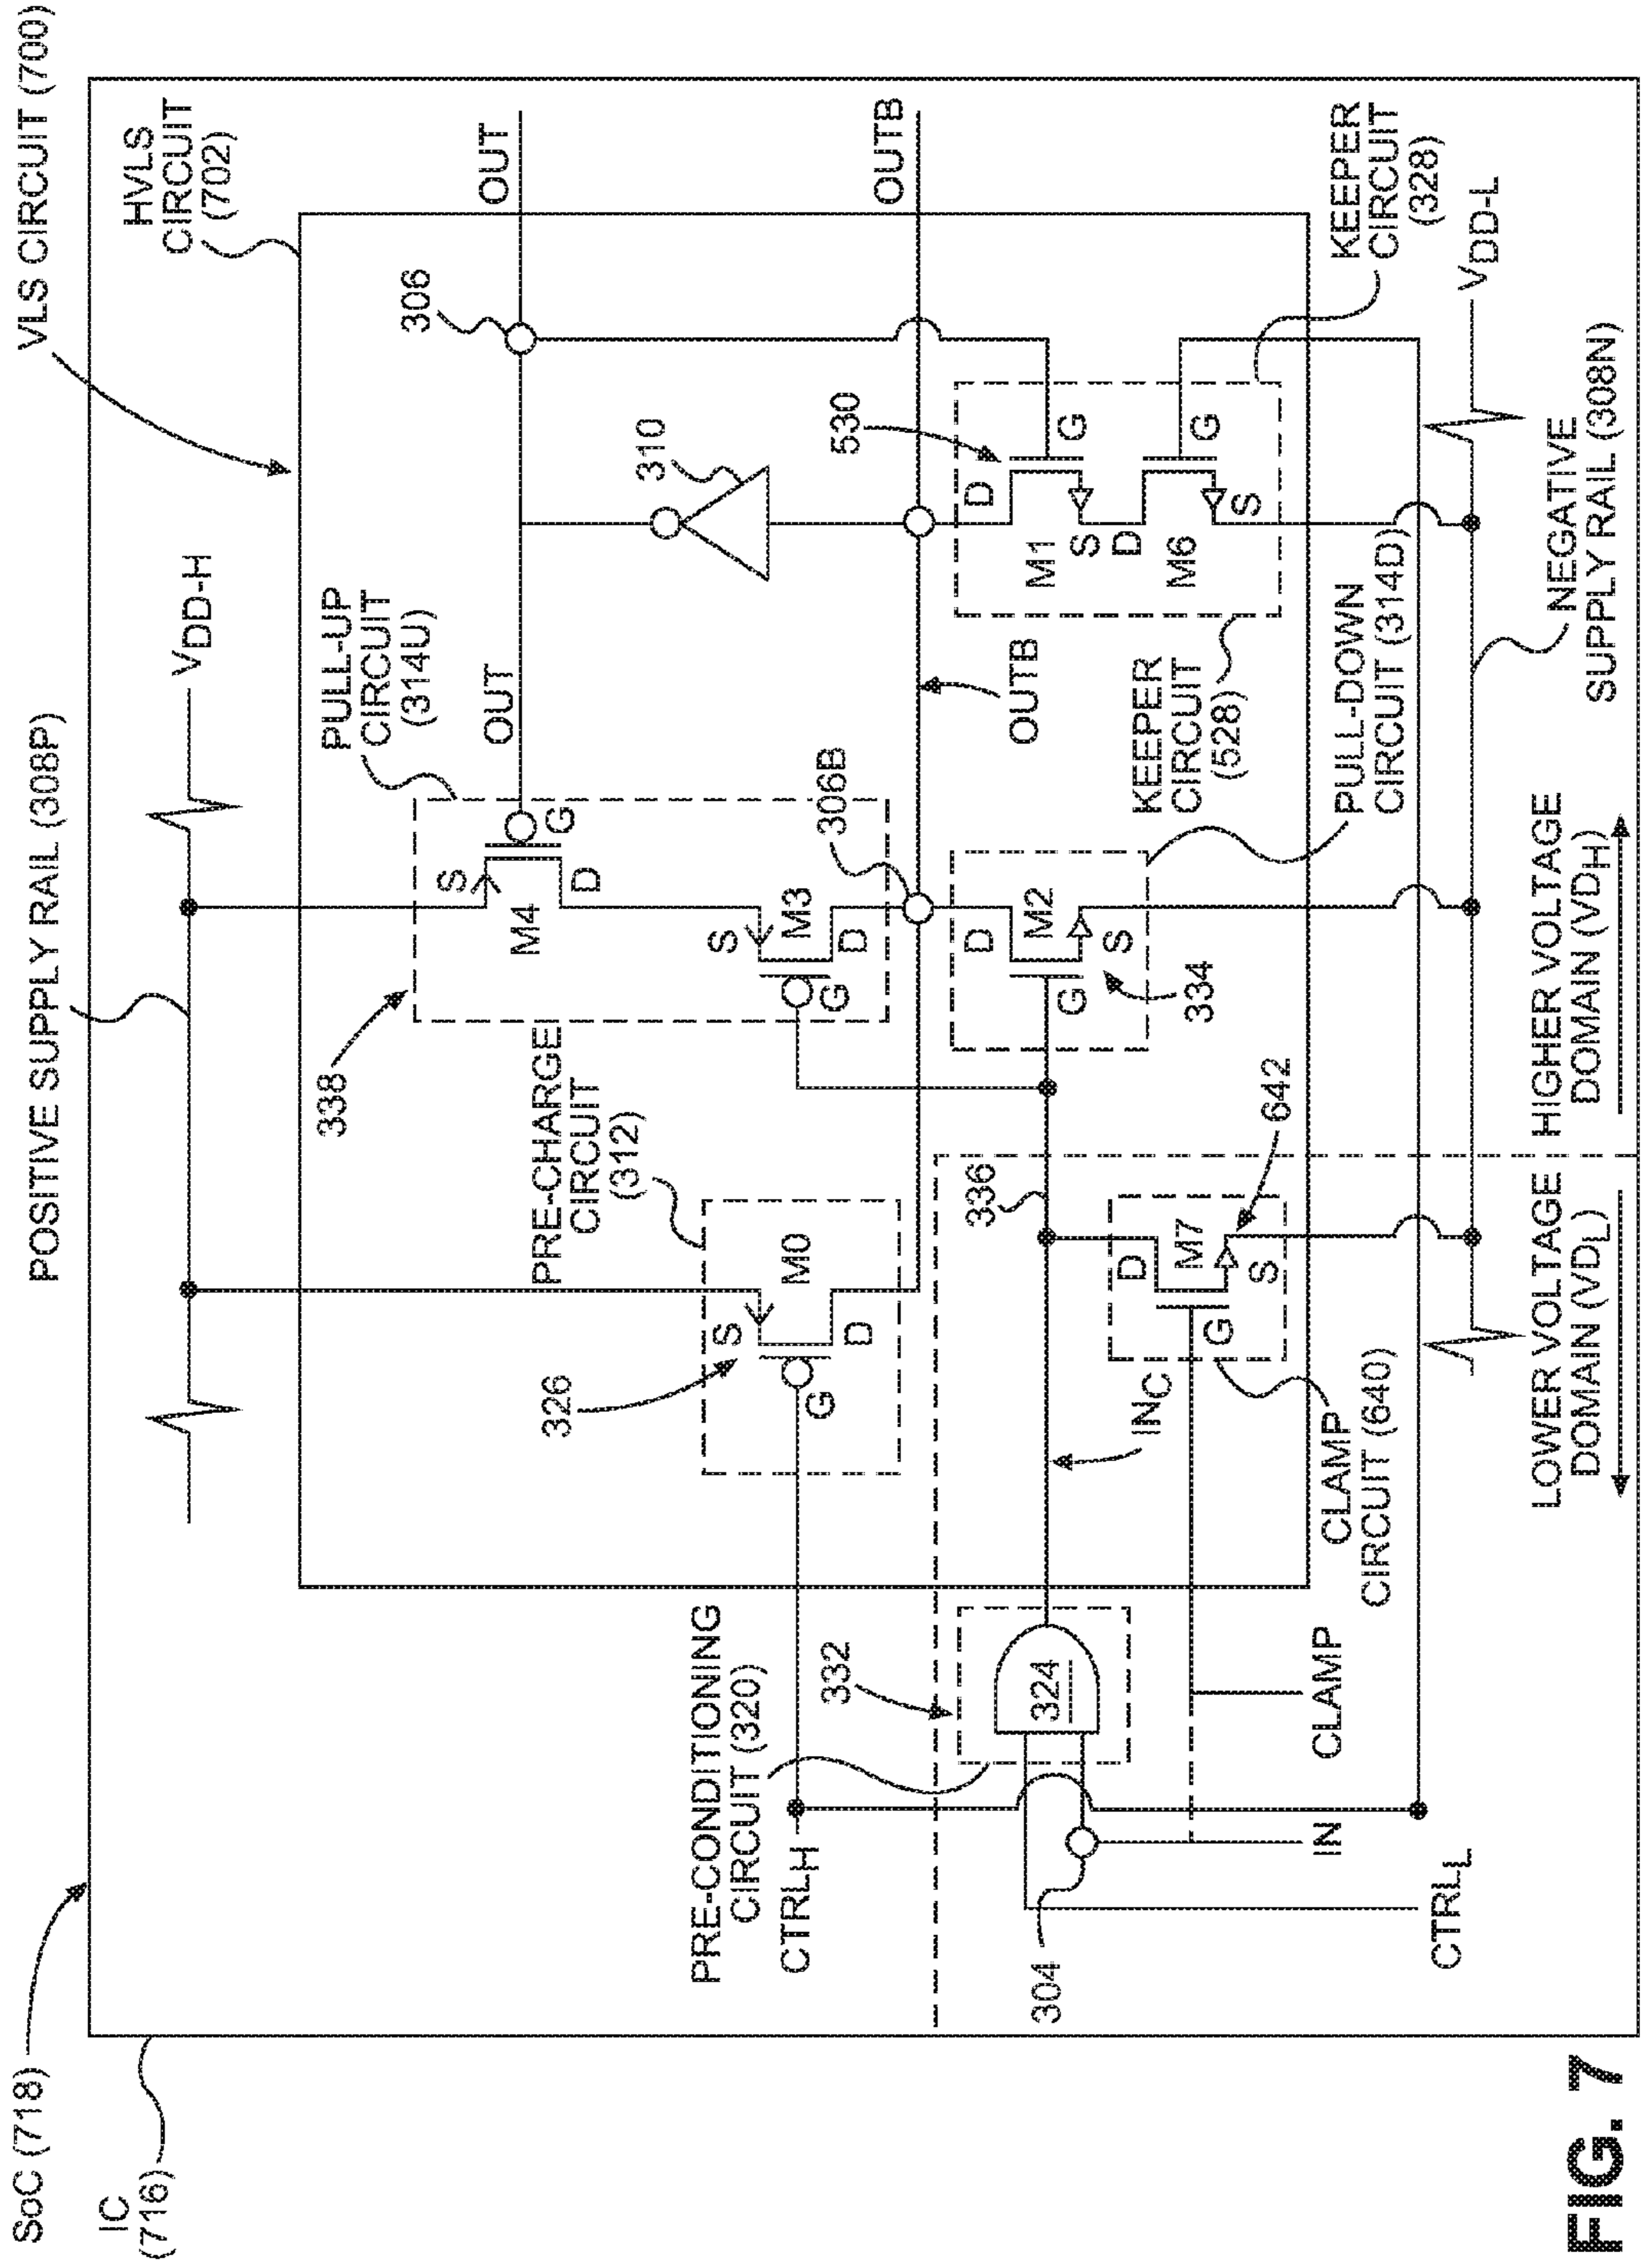 SoC (718)
IC
(716)
VLS CIRCUIT (700)
POSITIVE SUPPLY RAIL (308P)
VDD-H
HVLS
CIRCUIT
(702)
338
PULL-UP
CIRCUIT
(314U)
306
OUT
OUT
S
M4
G
D
S
M3
G
D
PRE-CHARGE
CIRCUIT
(312)
326
S
M0
G
D
310
306B
OUTB
OUTB
530
D
M1
G
S
D
M6
G
S
KEEPER
CIRCUIT
(328)
KEEPER
CIRCUIT
(528)
PULL-DOWN
CIRCUIT (314D)
D
M2
G
S
334
336
INC
D
M7
G
S
642
CLAMP
CIRCUIT (640)
PRE-CONDITIONING
CIRCUIT (320)
332
324
CTRLH
304
IN
CLAMP
CTRLL
VDD-L
NEGATIVE
SUPPLY RAIL (308N)
LOWER VOLTAGE
DOMAIN (VDL)
HIGHER VOLTAGE
DOMAIN (VDH)
FIG. 7